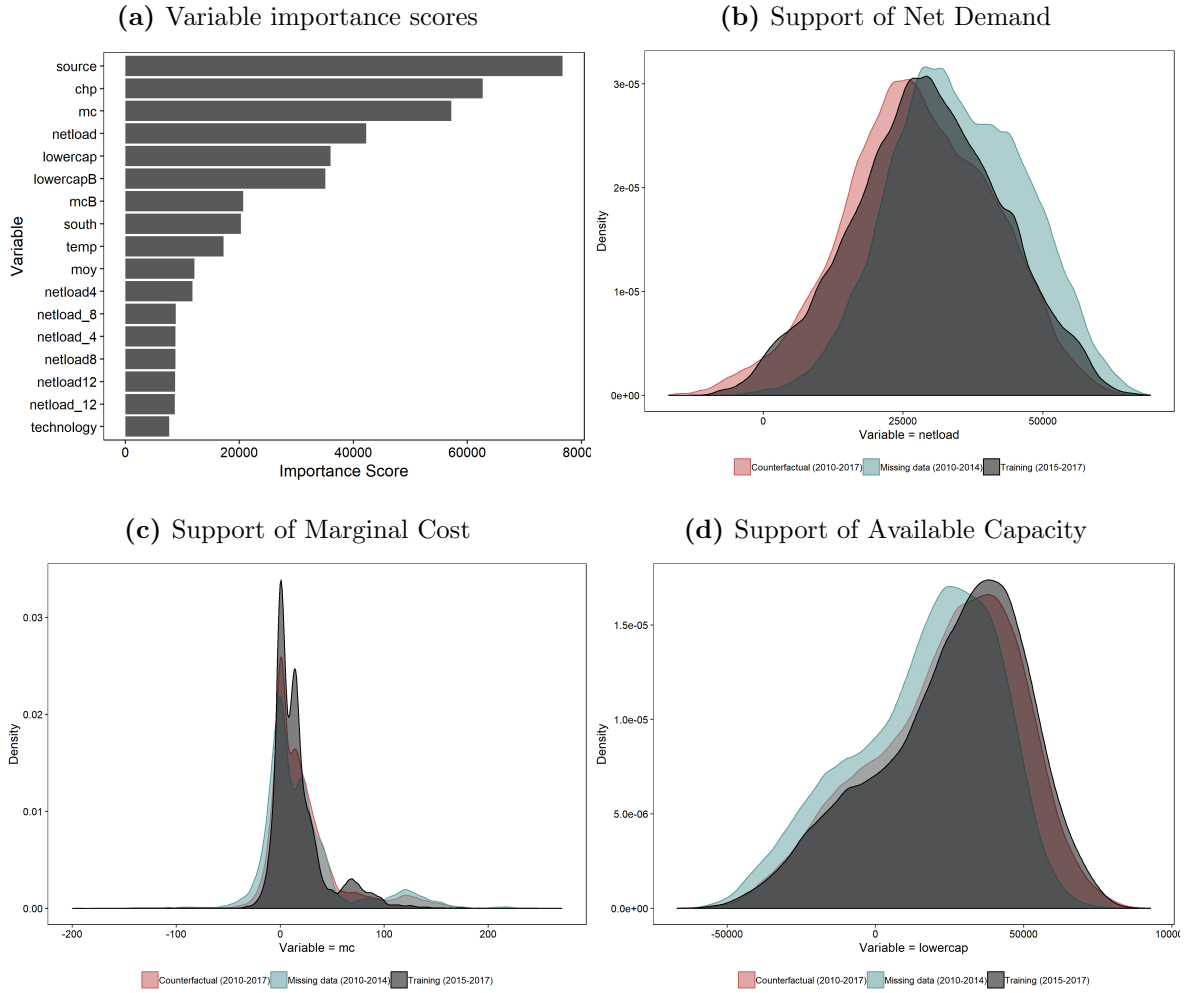 (a) Variable importance scores
Variable
source
chp
mc
netload
lowercap
lowercapB
mcB
south
temp
moy
netload4
netload_8
netload_4
netload8
netload12
netload_12
technology
0
20000
40000
60000
8000
Importance Score
(b) Support of Net Demand
Density
3e-05
2e-05
1e-05
0e+00
0
25000
50000
Variable = netload
Counterfactual (2010-2017)
Missing data (2010-2014)
Training (2015-2017)
(c) Support of Marginal Cost
Density
0.03
0.02
0.01
0.00
-200
-100
0
100
200
Variable = mc
Counterfactual (2010-2017)
Missing data (2010-2014)
Training (2015-2017)
(d) Support of Available Capacity
Density
1.5e-05
1.0e-05
5.0e-06
0.0e+00
-50000
0
50000
10000
Variable = lowercap
Counterfactual (2010-2017)
Missing data (2010-2014)
Training (2015-2017)